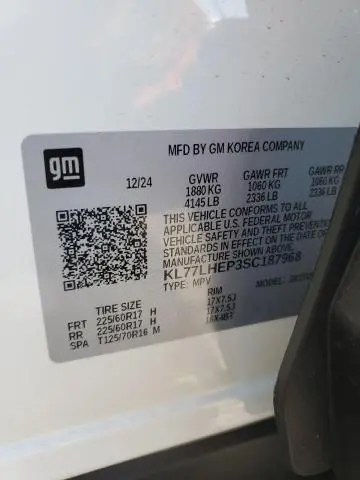 gm
MFD BY GM KOREA COMPANY
12/24 GVWR GAWR FRT GAWR RR
1880 KG 1060 KG 1060 KG
4145 LB 2336 LB 2336 LB
THIS VEHICLE CONFORMS TO ALL
APPLICABLE U.S. FEDERAL MOTOR
VEHICLE SAFETY AND THEFT PREVENTION
STANDARDS IN EFFECT ON THE DATE OF
MANUFACTURE SHOWN ABOVE.
KL77LHEP3SC187968
TYPE: MPV MODEL:
TIRE SIZE RIM
FRT 225/60R17 H 17X7.5J
RR 225/60R17 H 17X7.5J
SPA T125/70R16 M 16X4BT